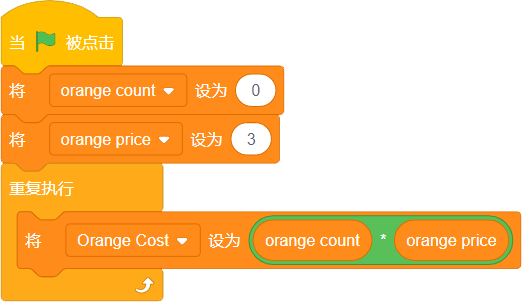 当 被点击
将 orange count 设为 0
将 orange price 设为 3
重复执行
将 Orange Cost 设为 orange count * orange price